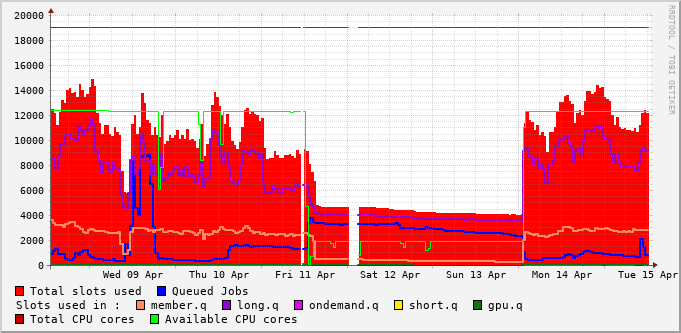 20000
18000
16000
14000
12000
10000
8000
6000
4000
2000
0
RRDTOOL / TOBI OETIKER
Wed 09 Apr Thu 10 Apr Fri 11 Apr Sat 12 Apr Sun 13 Apr Mon 14 Apr Tue 15 Apr
Total slots used Queued Jobs
Slots used in : member.q long.q ondemand.q short.q gpu.q
Total CPU cores Available CPU cores